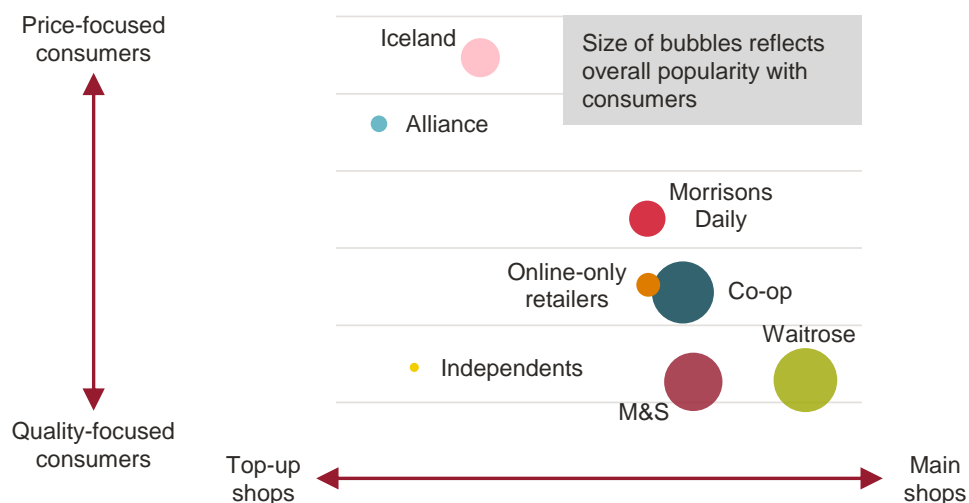 Price-focused
consumers
Iceland
Size of bubbles reflects
overall popularity with
consumers
Alliance
Morrisons
Daily
Online-only
retailers
Co-op
Waitrose
Independents
M&S
Quality-focused
consumers
Top-up
shops
Main
shops